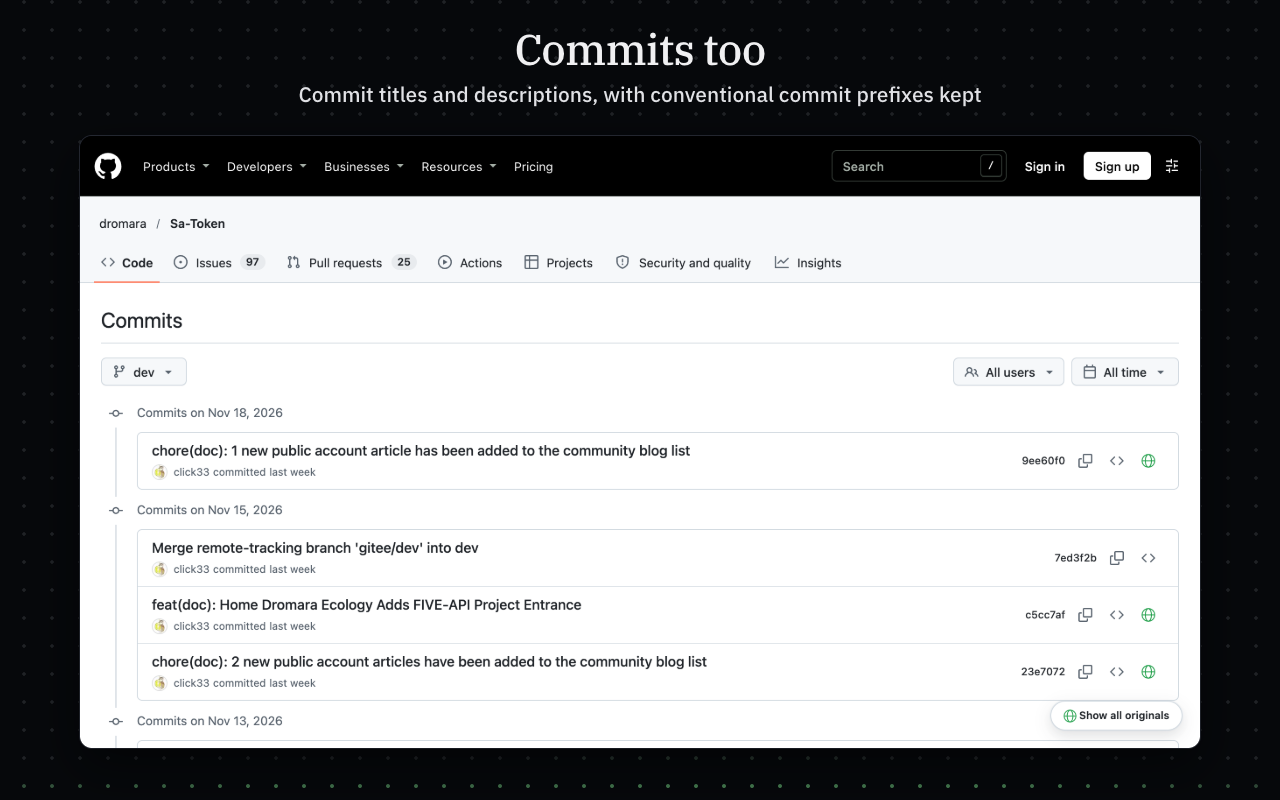 Commits too
Commit titles and descriptions, with conventional commit prefixes kept
Products Developers Businesses Resources Pricing Search / Sign in Sign up
dromara / Sa-Token
Code Issues 97 Pull requests 25 Actions Projects Security and quality Insights
Commits
dev All users All time
Commits on Nov 18, 2026
chore(doc): 1 new public account article has been added to the community blog list
click33 committed last week
9ee60f0
Commits on Nov 15, 2026
Merge remote-tracking branch 'gitee/dev' into dev
click33 committed last week
7ed3f2b
feat(doc): Home Dromara Ecology Adds FIVE-API Project Entrance
click33 committed last week
c5cc7af
chore(doc): 2 new public account articles have been added to the community blog list
click33 committed last week
23e7072
Commits on Nov 13, 2026
Show all originals